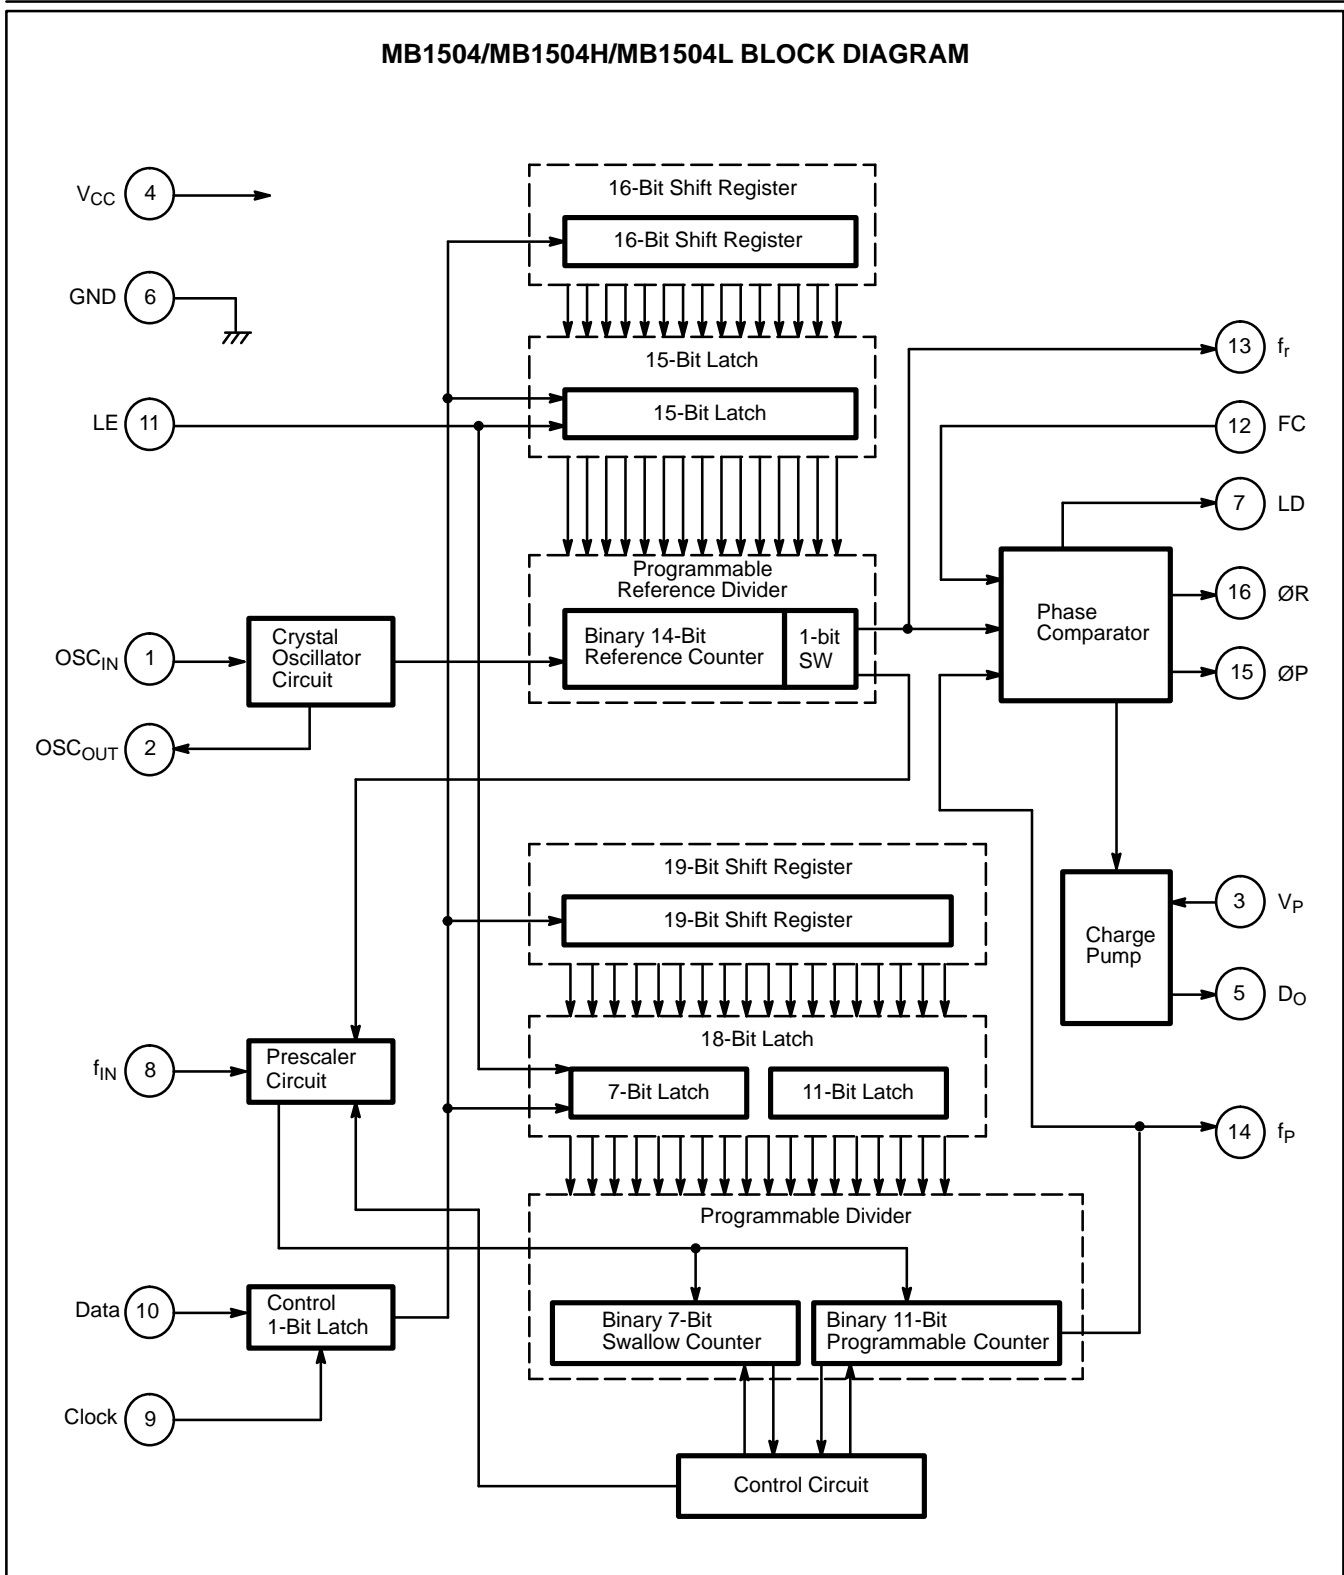 MB1504/MB1504H/MB1504L BLOCK DIAGRAM
VCC 4
GND 6
LE 11
OSCIN 1
OSCOUT 2
fIN 8
Data 10
Clock 9
Crystal
Oscillator
Circuit
Prescaler
Circuit
Control
1-Bit Latch
16-Bit Shift Register
16-Bit Shift Register
15-Bit Latch
15-Bit Latch
Programmable
Reference Divider
Binary 14-Bit
Reference Counter
1-bit
SW
19-Bit Shift Register
19-Bit Shift Register
18-Bit Latch
7-Bit Latch
11-Bit Latch
Programmable Divider
Binary 7-Bit
Swallow Counter
Binary 11-Bit
Programmable Counter
Control Circuit
Phase
Comparator
Charge
Pump
13 fr
12 FC
7 LD
16 ØR
15 ØP
3 VP
5 DO
14 fP